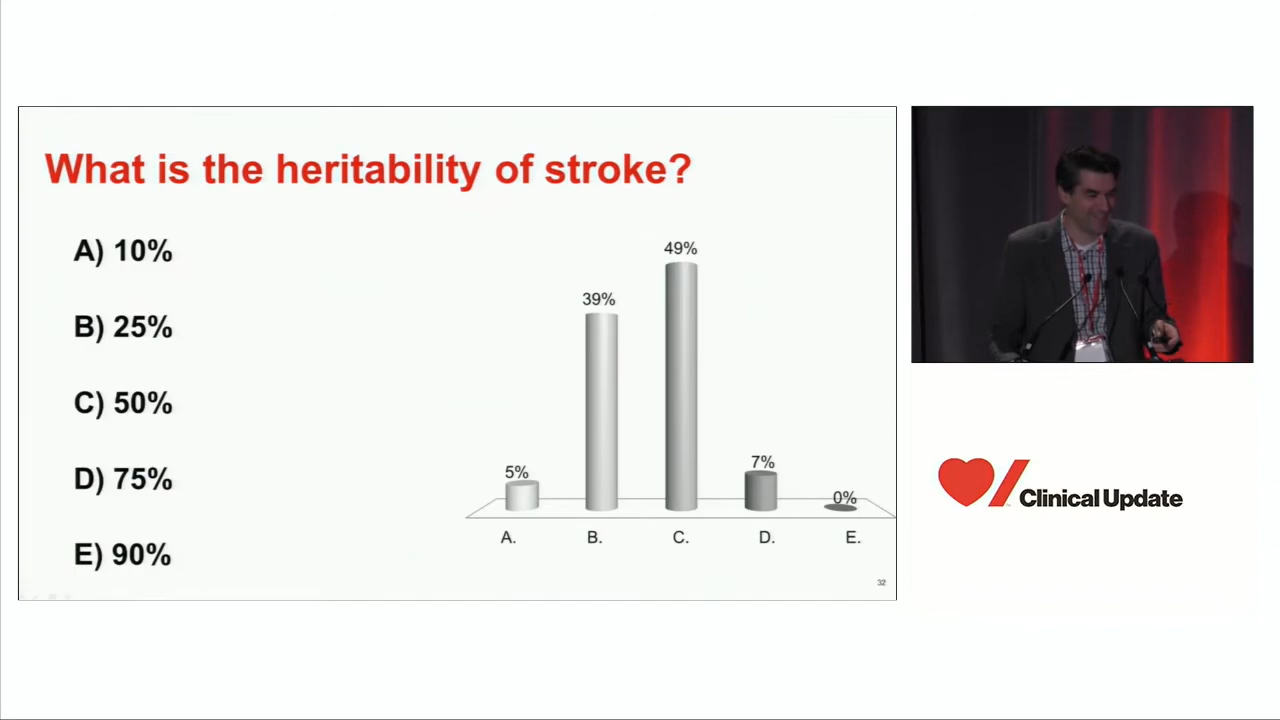 What is the heritability of stroke?
A) 10%
B) 25%
C) 50%
D) 75%
E) 90%
5%
39%
49%
7%
0%
A.
B.
C.
D.
E.
32
Clinical Update